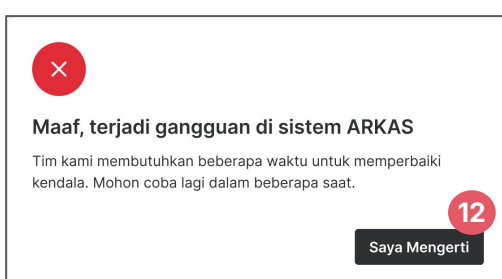 Maaf, terjadi gangguan di sistem ARKAS
Tim kami membutuhkan beberapa waktu untuk memperbaiki
kendala. Mohon coba lagi dalam beberapa saat.
12
Saya Mengerti